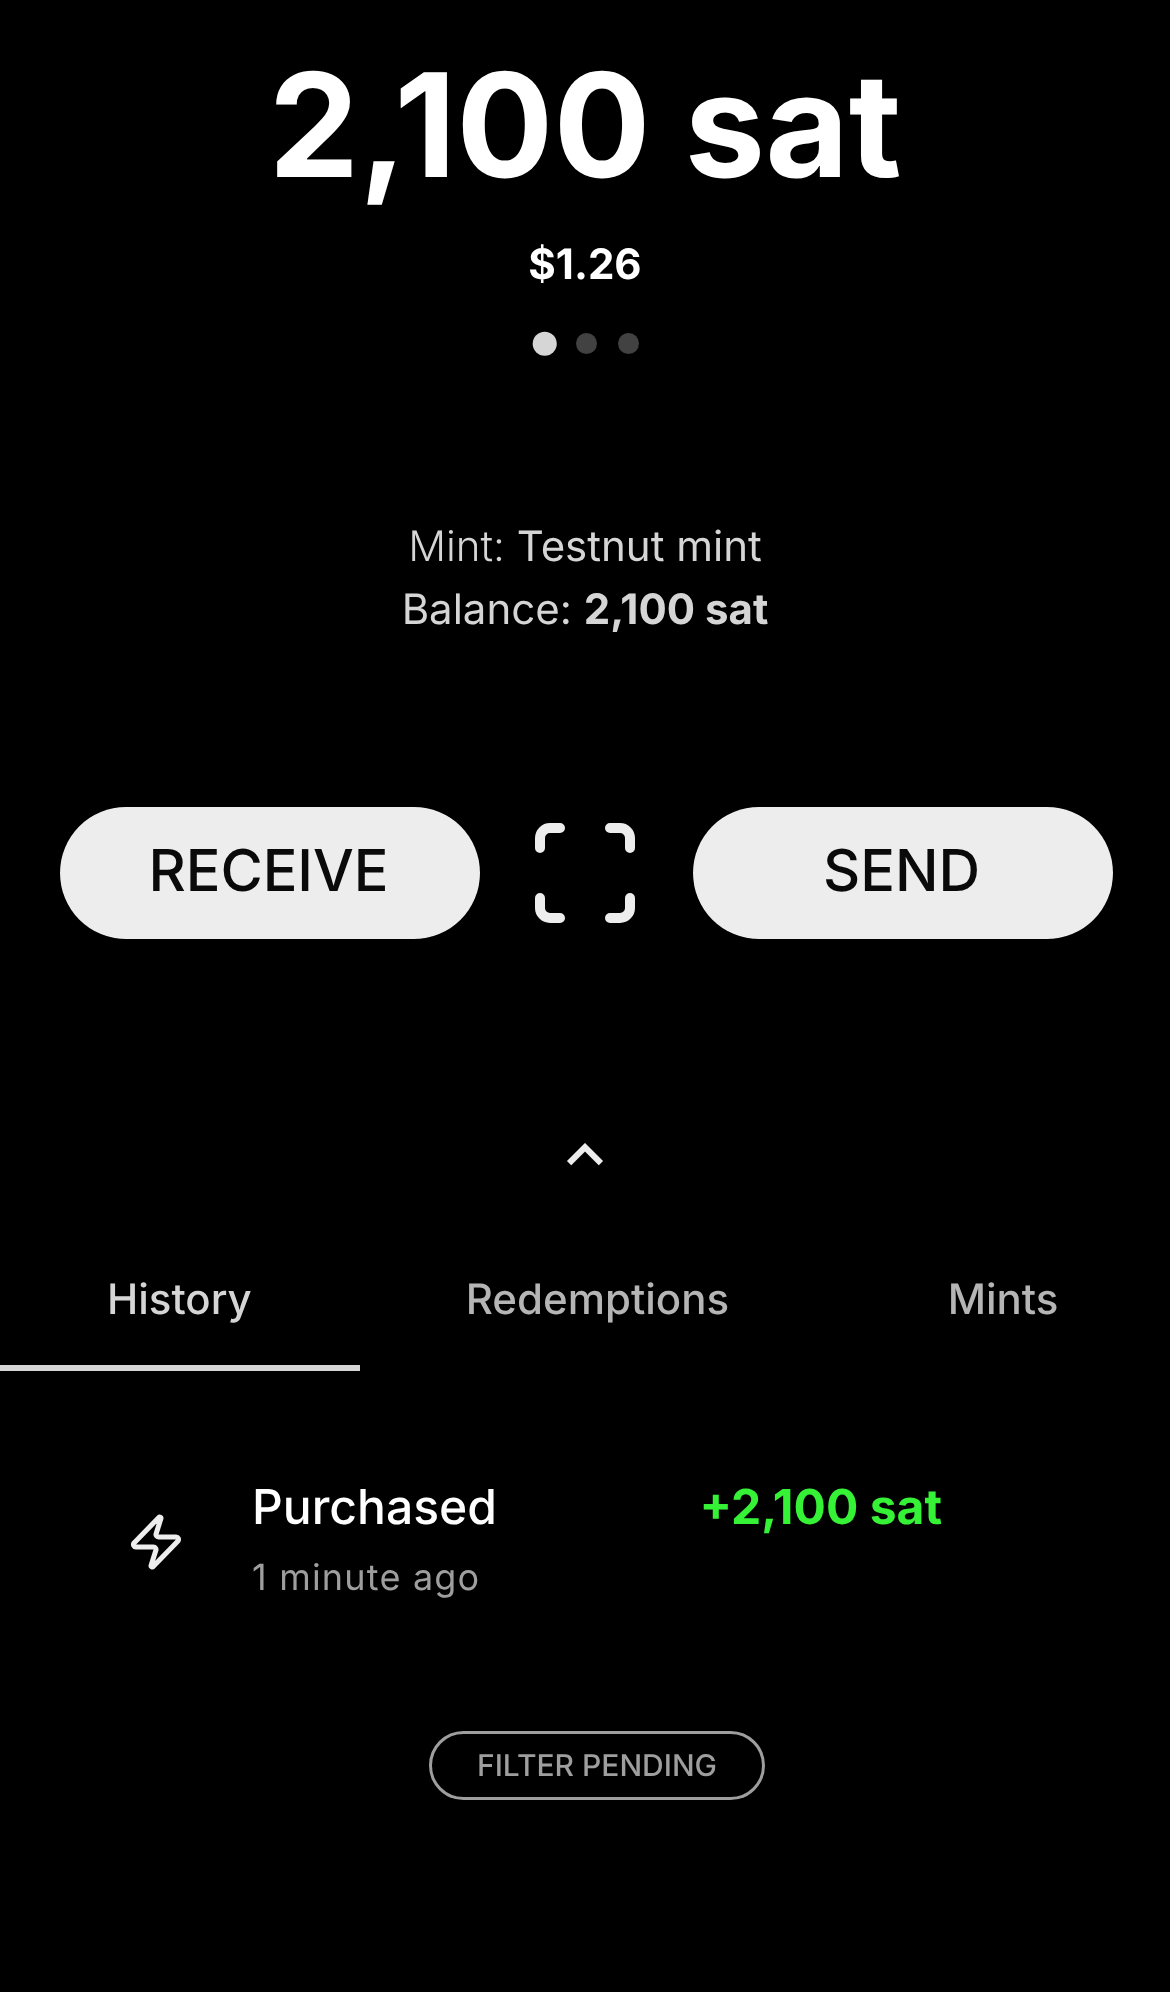 2,100 sat
$1.26
Mint: Testnut mint
Balance: 2,100 sat
RECEIVE
SEND
History
Redemptions
Mints
Purchased
+2,100 sat
1 minute ago
FILTER PENDING